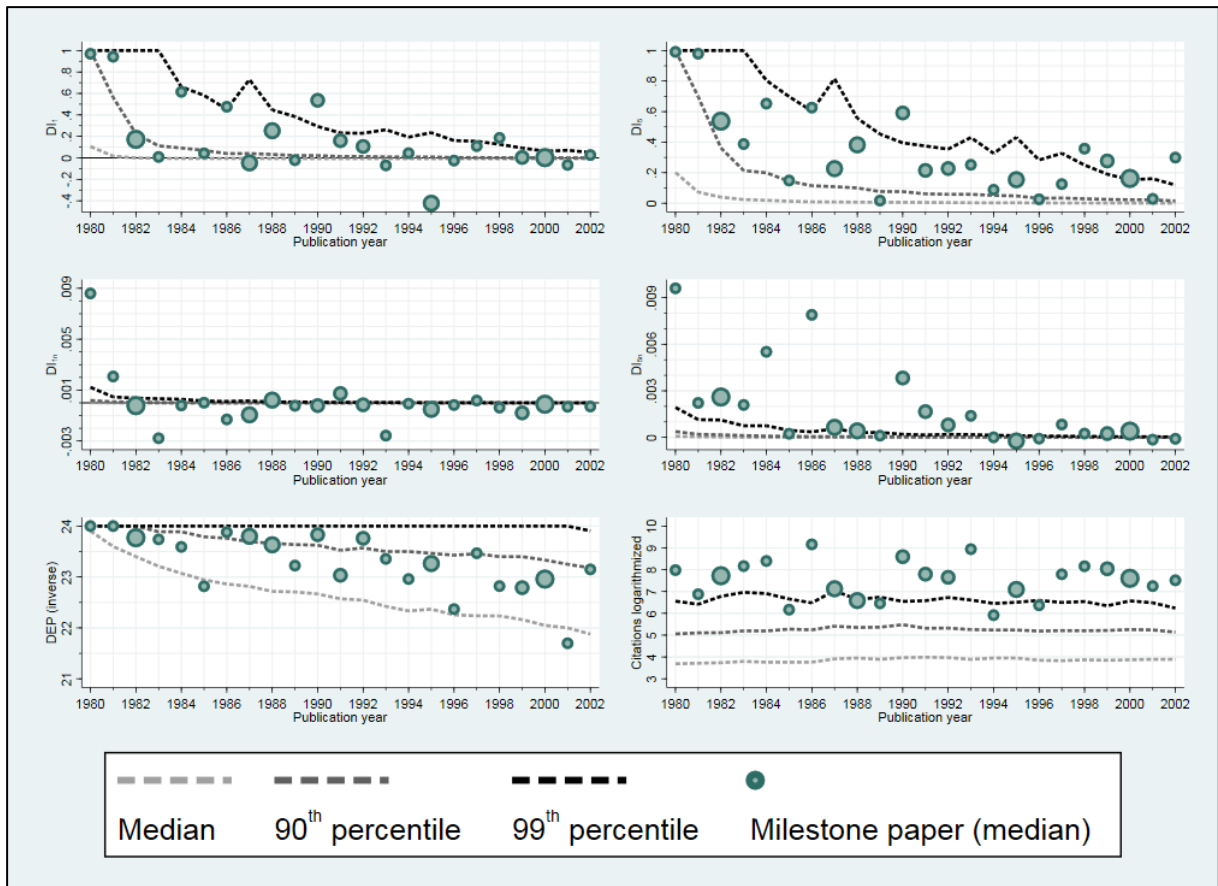 DI₁
1
.8
.6
.4
.2
0
-.2
-.4
1980 1982 1984 1986 1988 1990 1992 1994 1996 1998 2000 2002
Publication year
DI₅
1
.8
.6
.4
.2
0
1980 1982 1984 1986 1988 1990 1992 1994 1996 1998 2000 2002
Publication year
DI₁ₙ
.009
.005
.001
-.003
1980 1982 1984 1986 1988 1990 1992 1994 1996 1998 2000 2002
Publication year
DI₅ₙ
.009
.006
.003
0
1980 1982 1984 1986 1988 1990 1992 1994 1996 1998 2000 2002
Publication year
DEP (inverse)
24
23
22
21
1980 1982 1984 1986 1988 1990 1992 1994 1996 1998 2000 2002
Publication year
Citations logarithmized
10
9
8
7
6
5
4
3
1980 1982 1984 1986 1988 1990 1992 1994 1996 1998 2000 2002
Publication year
Median 90th percentile 99th percentile Milestone paper (median)